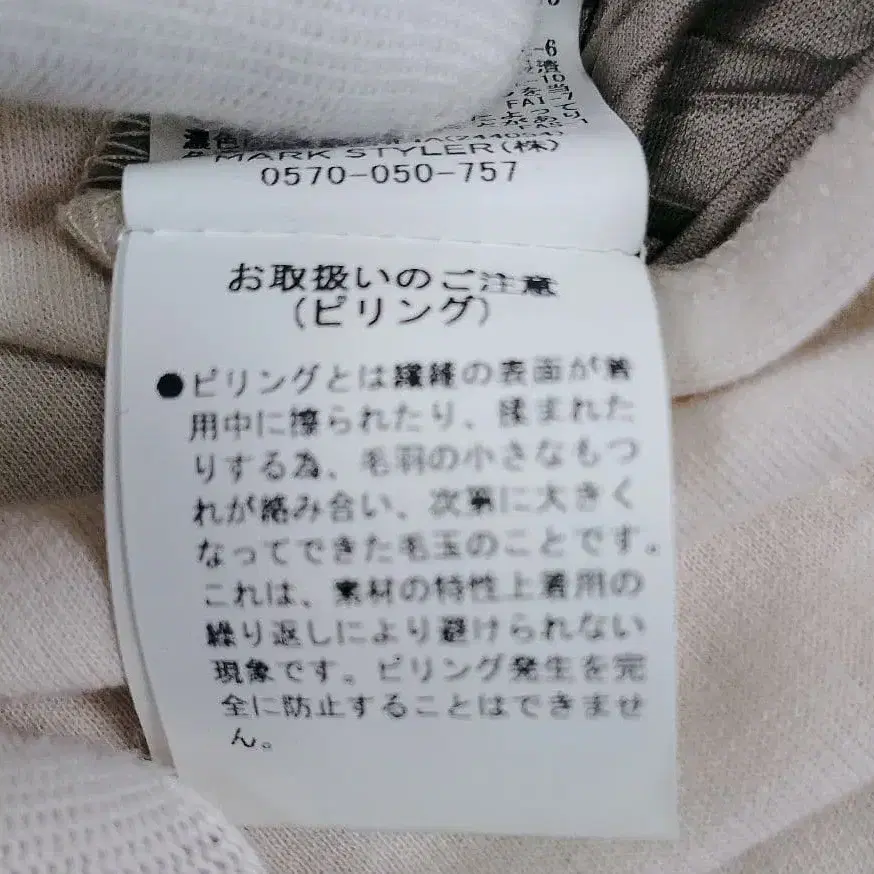 MARK STYLER(株)
0570-050-757
お取扱いのご注意
(ピリング)
●ピリングとは繊維の表面が着
用中に擦られたり、揉まれた
りする為、毛羽の小さなもつ
れが絡み合い、次第に大きく
なってできた毛玉のことです。
これは、素材の特性上着用の
繰り返しにより避けられない
現象です。ピリング発生を完
全に防止することはできませ
ん。